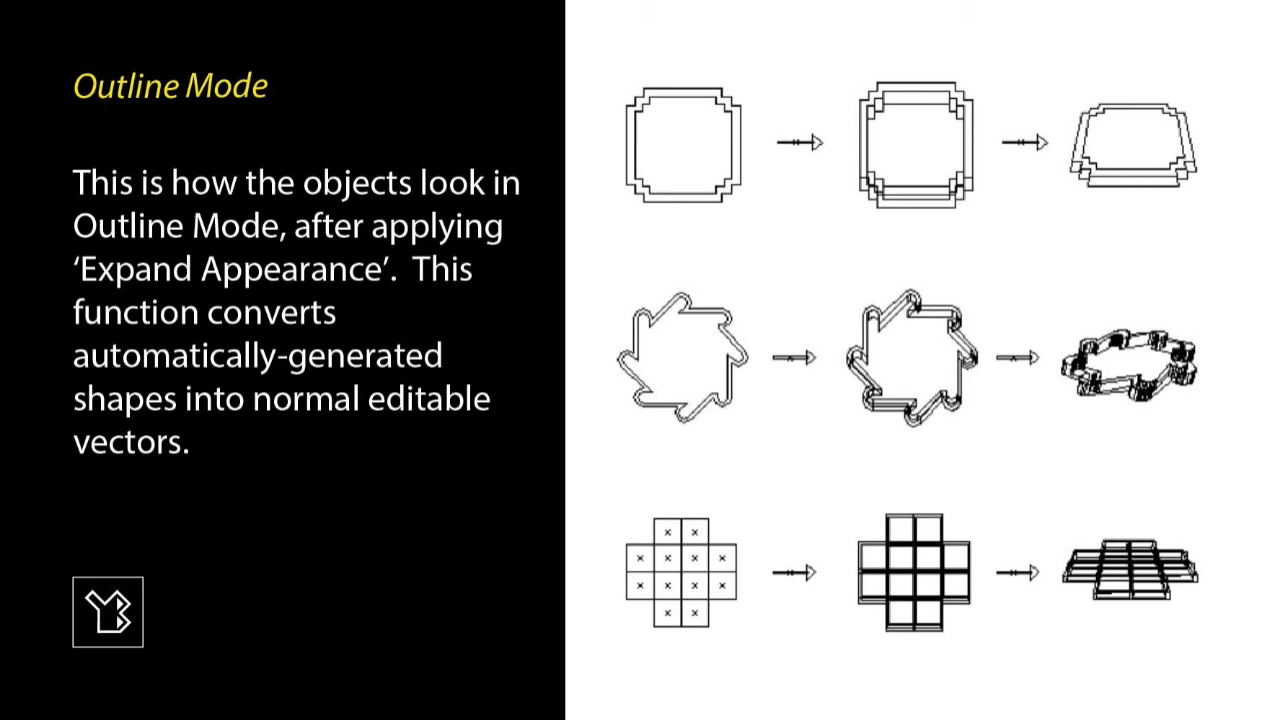 Outline Mode
This is how the objects look in
Outline Mode, after applying
‘Expand Appearance’.  This
function converts
automatically-generated
shapes into normal editable
vectors.